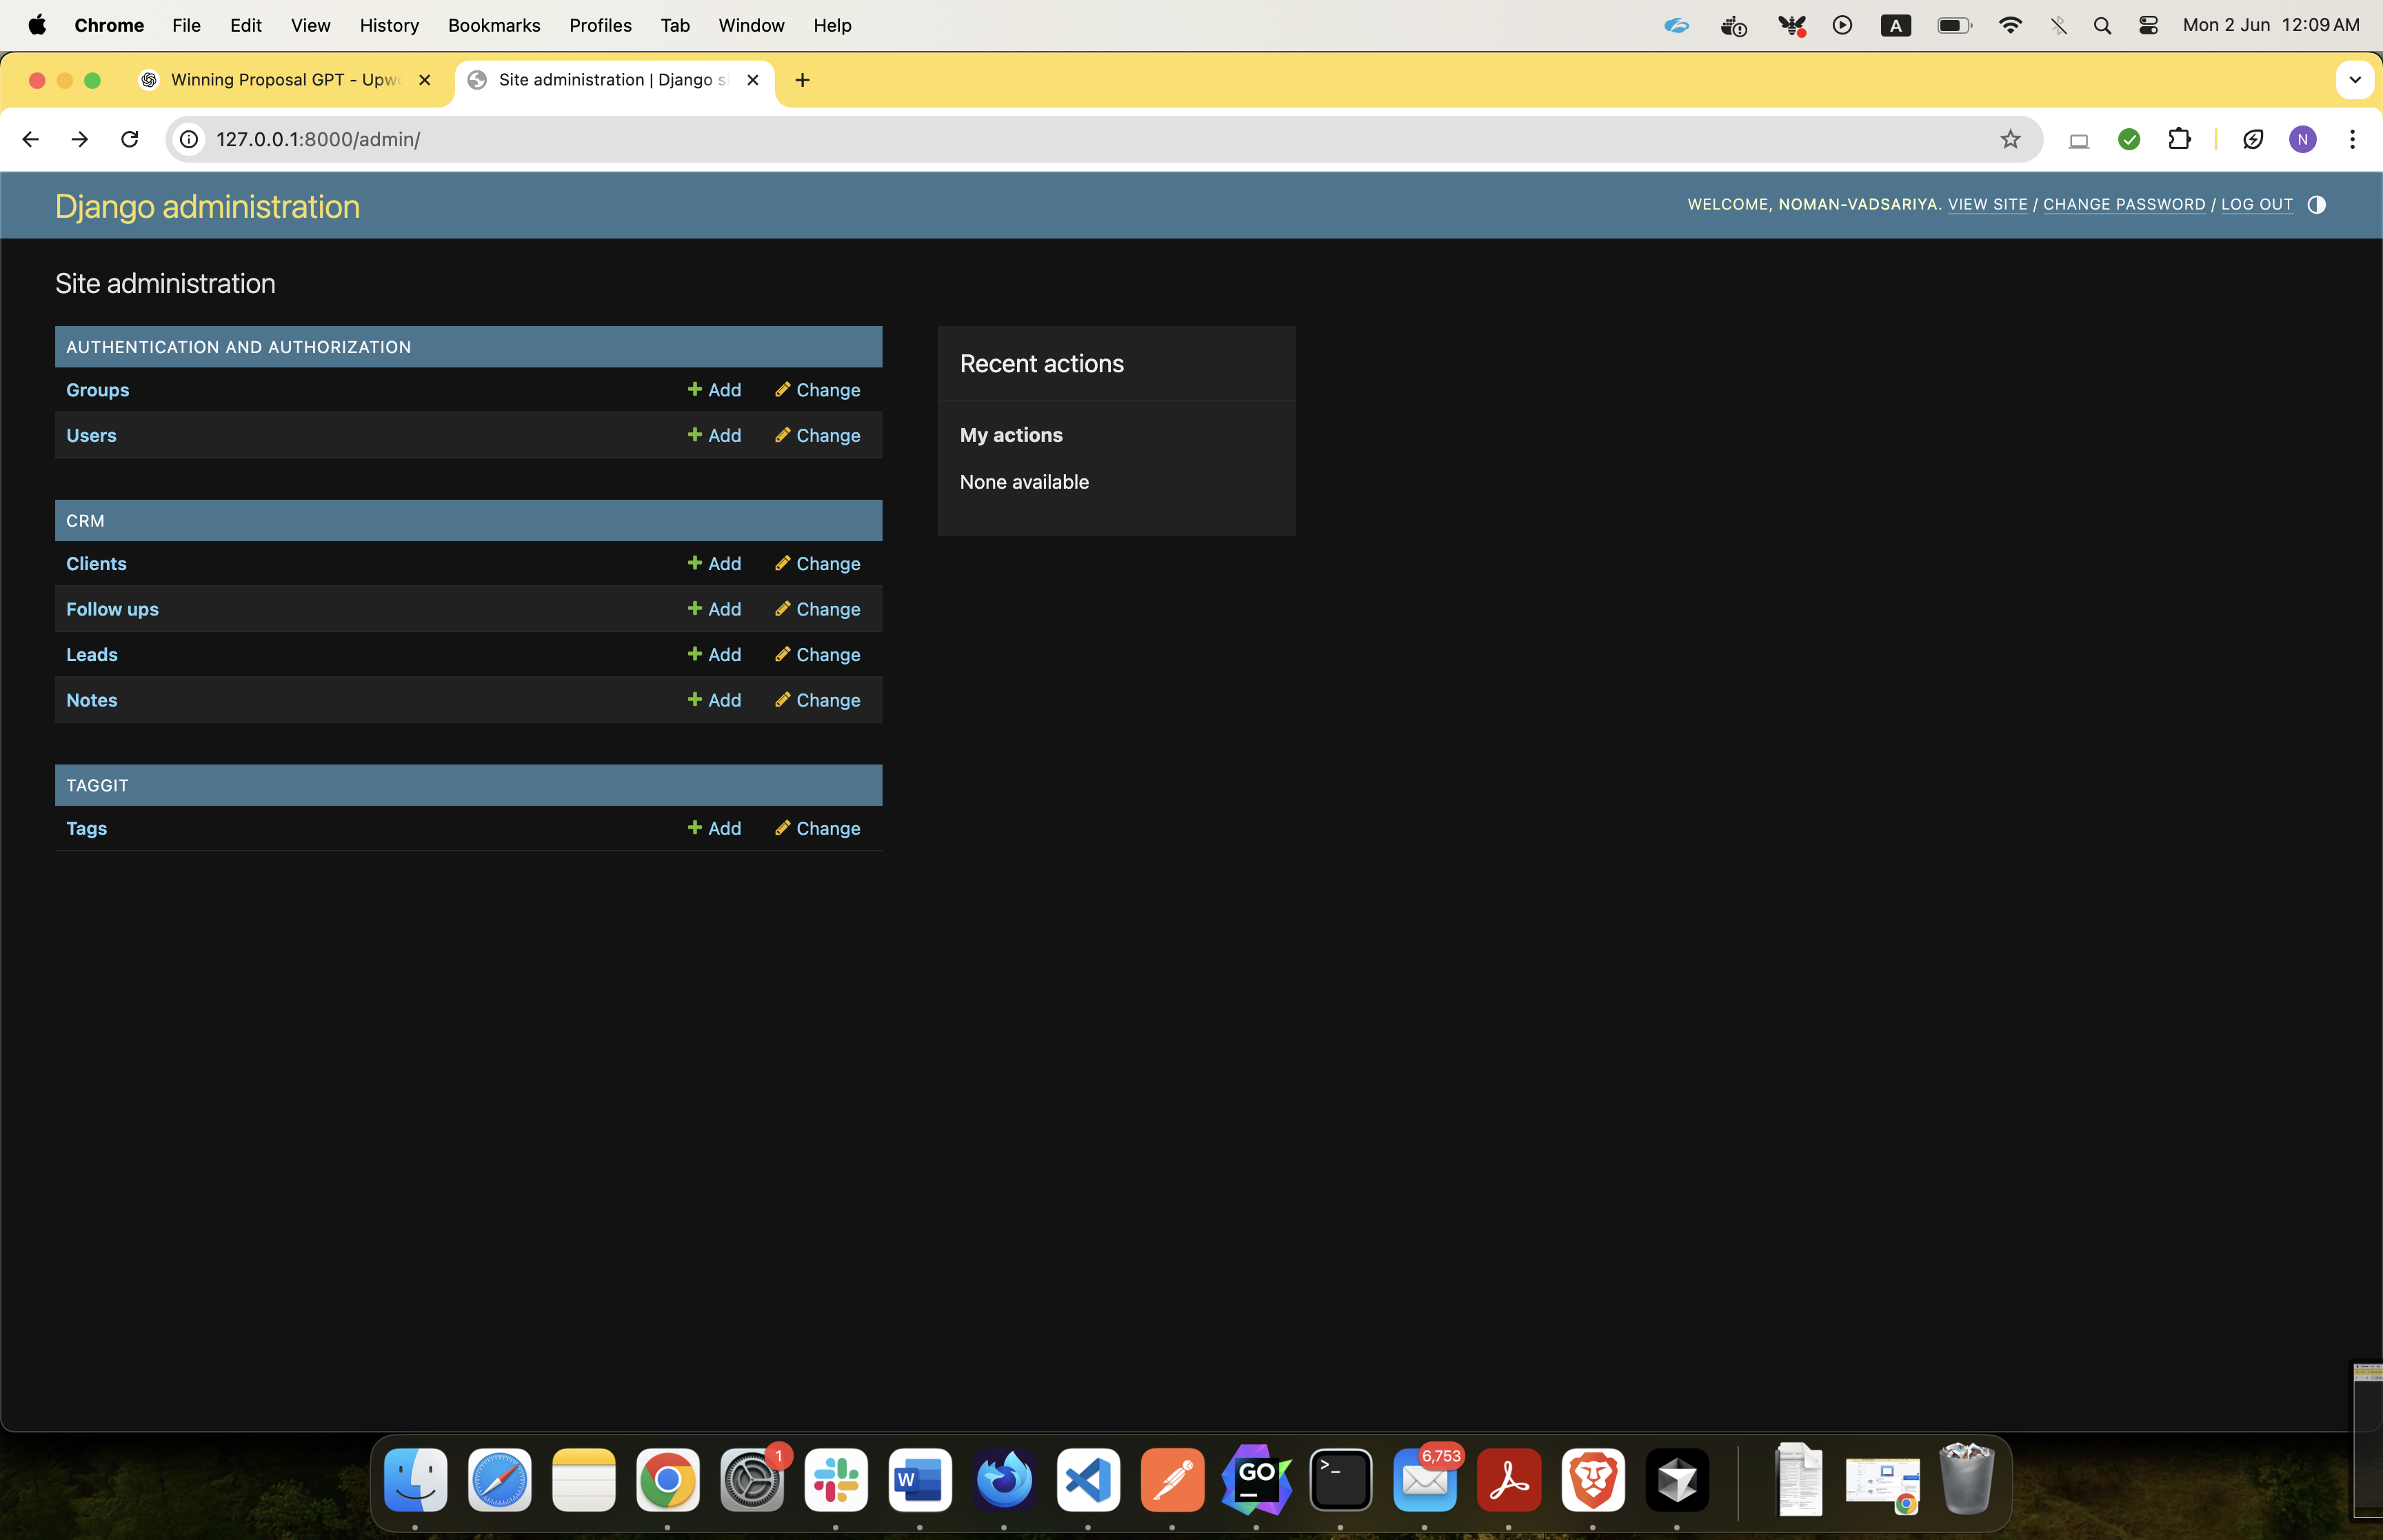 Chrome File Edit View History Bookmarks Profiles Tab Window Help A Mon 2 Jun 12:09 AM
Winning Proposal GPT - Upwo Site administration | Django si
127.0.0.1:8000/admin/ N
Django administration
WELCOME, NOMAN-VADSARIYA. VIEW SITE / CHANGE PASSWORD / LOG OUT
Site administration
AUTHENTICATION AND AUTHORIZATION
Groups Add Change
Users Add Change
CRM
Clients Add Change
Follow ups Add Change
Leads Add Change
Notes Add Change
TAGGIT
Tags Add Change
Recent actions
My actions
None available
1
W
GO
>_
6,753